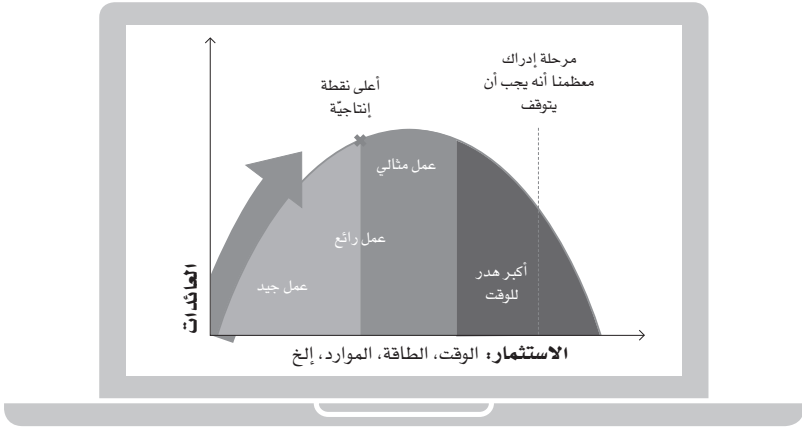 مرحلة إدراك
معظمنا أنه يجب أن
يتوقف
أعلى نقطة
إنتاجيّة
عمل مثالي
عمل رائع
عمل جيد
أكبر هدر
للوقت
العائدات
الاستثمار: الوقت، الطاقة، الموارد، إلخ